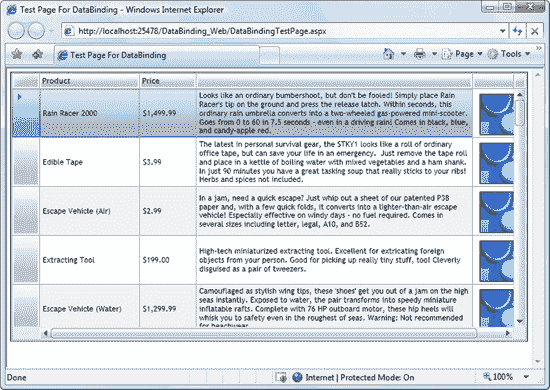 Test Page For DataBinding - Windows Internet Explorer
http://localhost:25478/DataBinding_Web/DataBindingTestPage.aspx
Test Page For DataBinding
Page
Tools
Product Price
Rain Racer 2000 $1,499.99
Looks like an ordinary bumbershoot, but don't be fooled! Simply place Rain
Racer's tip on the ground and press the release latch. Within seconds, this
ordinary rain umbrella converts into a two-wheeled gas-powered mini-scooter.
Goes from 0 to 60 in 7.5 seconds - even in a driving rain! Comes in black, blue,
and candy-apple red.
Edible Tape $3.99
The latest in personal survival gear, the STKY1 looks like a roll of ordinary
office tape, but can save your life in an emergency. Just remove the tape roll
and place in a kettle of boiling water with mixed vegetables and a ham shank.
In just 90 minutes you have a great tasking soup that really sticks to your ribs!
Herbs and spices not included.
Escape Vehicle (Air) $2.99
In a jam, need a quick escape? Just whip out a sheet of our patented P38
paper and, with a few quick folds, it converts into a lighter-than-air escape
vehicle! Especially effective on windy days - no fuel required. Comes in
several sizes including letter, legal, A10, and B52.
Extracting Tool $199.00
High-tech miniaturized extracting tool. Excellent for extricating foreign
objects from your person. Good for picking up really tiny stuff, too! Cleverly
disguised as a pair of tweezers.
Escape Vehicle (Water) $1,299.99
Camouflaged as stylish wing tips, these 'shoes' get you out of a jam on the high
seas instantly. Exposed to water, the pair transforms into speedy miniature
inflatable rafts. Complete with 76 HP outboard motor, these hip heels will
whisk you to safety even in the roughest of seas. Warning: Not recommended
for beachwear.
Done
Internet | Protected Mode: On
100%